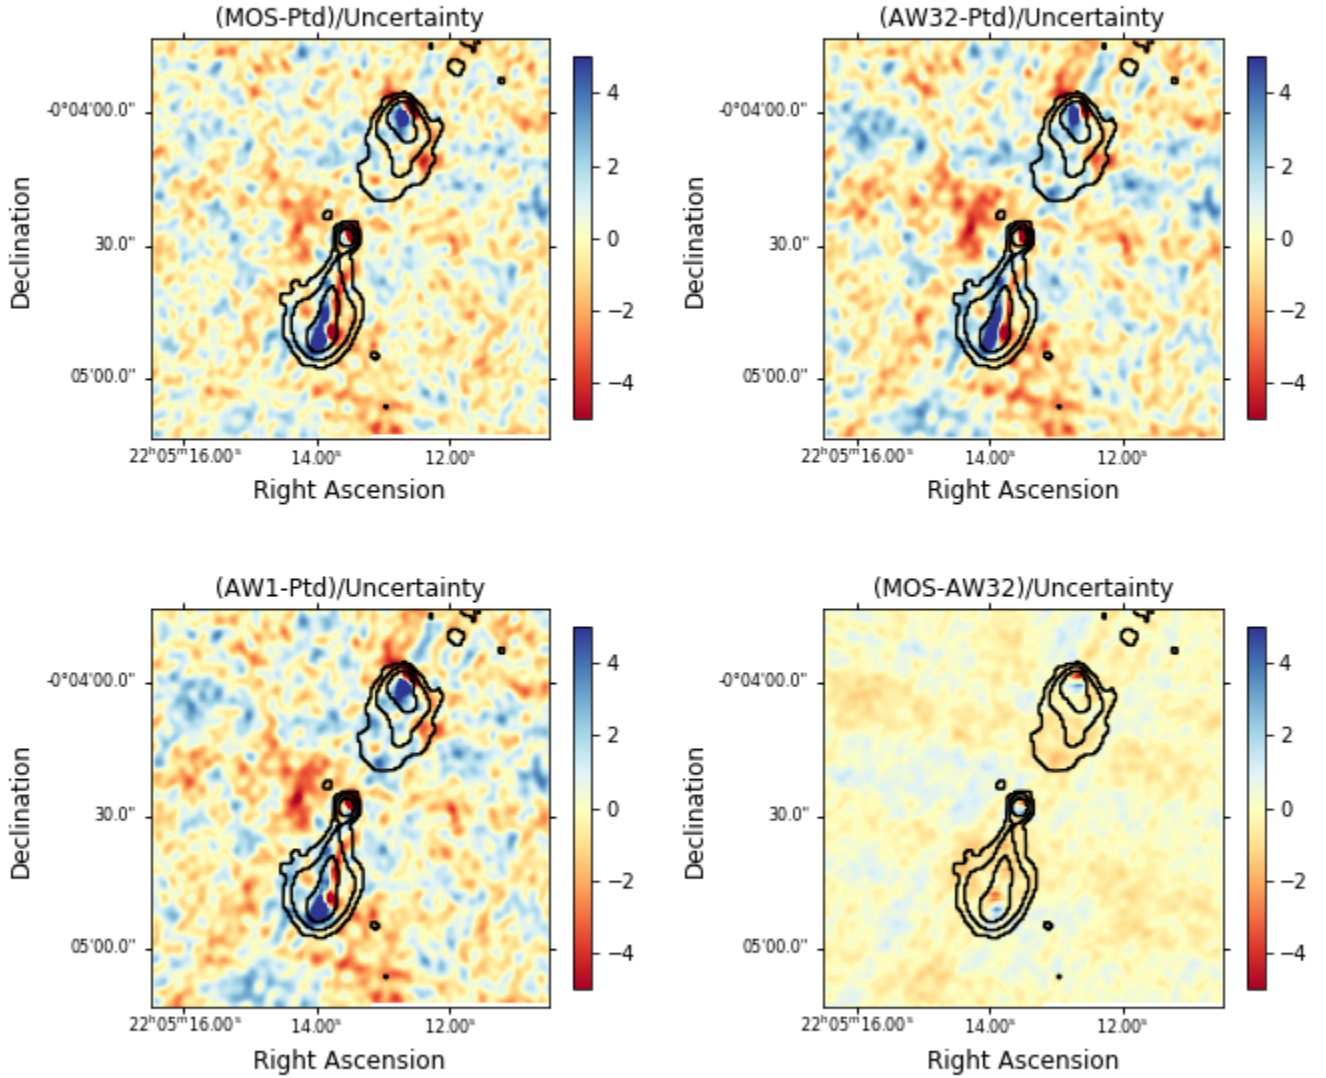 (MOS-Ptd)/Uncertainty
(AW32-Ptd)/Uncertainty
-0°04'00.0"
30.0"
05'00.0"
Declination
22ʰ05ᵐ16.00ˢ 14.00ˢ 12.00ˢ
Right Ascension
4
2
0
−2
−4
-0°04'00.0"
30.0"
05'00.0"
Declination
22ʰ05ᵐ16.00ˢ 14.00ˢ 12.00ˢ
Right Ascension
4
2
0
−2
−4
(AW1-Ptd)/Uncertainty
(MOS-AW32)/Uncertainty
-0°04'00.0"
30.0"
05'00.0"
Declination
22ʰ05ᵐ16.00ˢ 14.00ˢ 12.00ˢ
Right Ascension
4
2
0
−2
−4
-0°04'00.0"
30.0"
05'00.0"
Declination
22ʰ05ᵐ16.00ˢ 14.00ˢ 12.00ˢ
Right Ascension
4
2
0
−2
−4